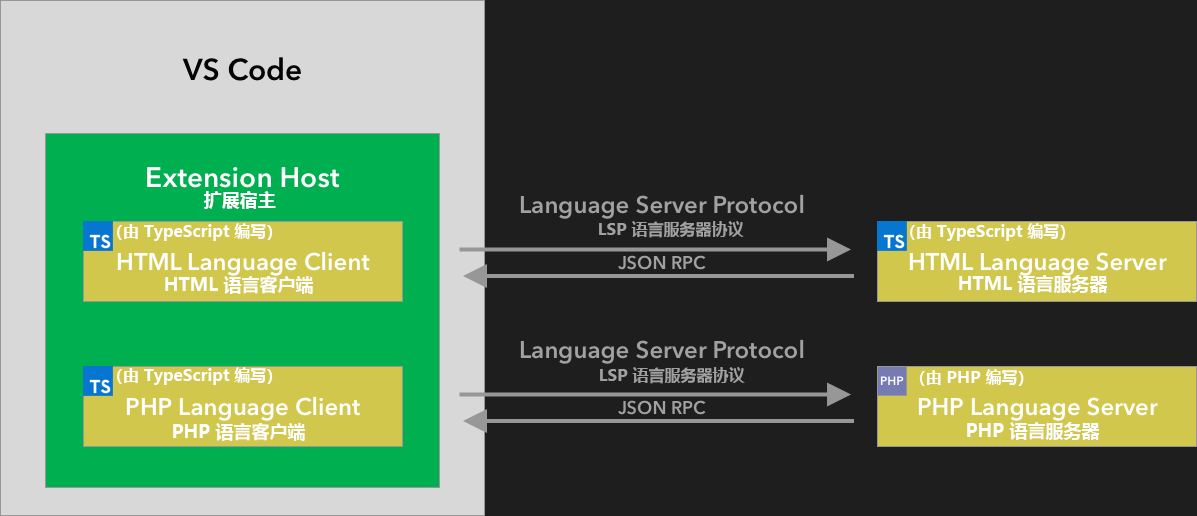 VS Code
Extension Host
扩展宿主
TS (由 TypeScript 编写)
HTML Language Client
HTML 语言客户端
Language Server Protocol
LSP 语言服务器协议
JSON RPC
TS (由 TypeScript 编写)
HTML Language Server
HTML 语言服务器
TS (由 TypeScript 编写)
PHP Language Client
PHP 语言客户端
Language Server Protocol
LSP 语言服务器协议
JSON RPC
PHP (由 PHP 编写)
PHP Language Server
PHP 语言服务器